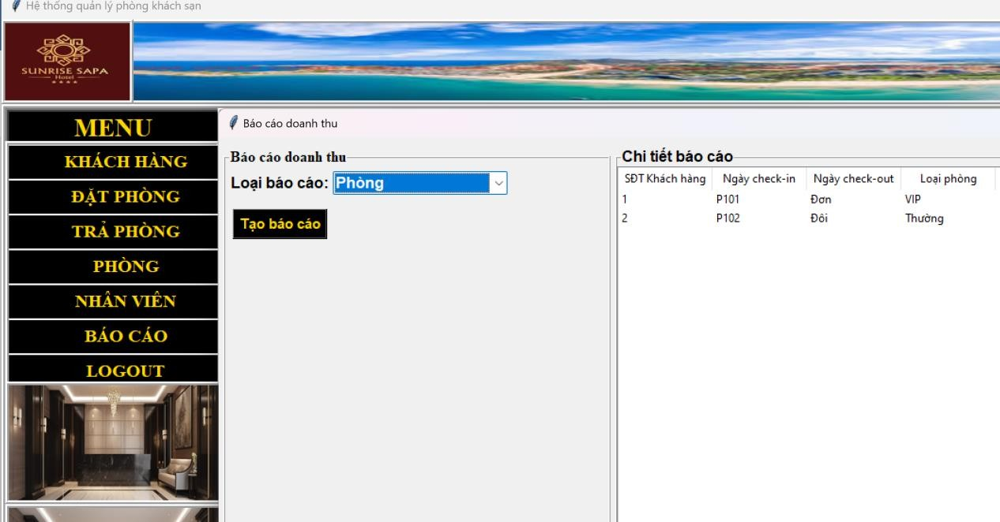 Hệ thống quản lý phòng khách sạn
SUNRISE SAPA
Hotel
MENU
KHÁCH HÀNG
ĐẶT PHÒNG
TRẢ PHÒNG
PHÒNG
NHÂN VIÊN
BÁO CÁO
LOGOUT
Báo cáo doanh thu
Báo cáo doanh thu
Loại báo cáo: Phòng
Tạo báo cáo
Chi tiết báo cáo
SĐT Khách hàng Ngày check-in Ngày check-out Loại phòng
1 P101 Đơn VIP
2 P102 Đôi Thường